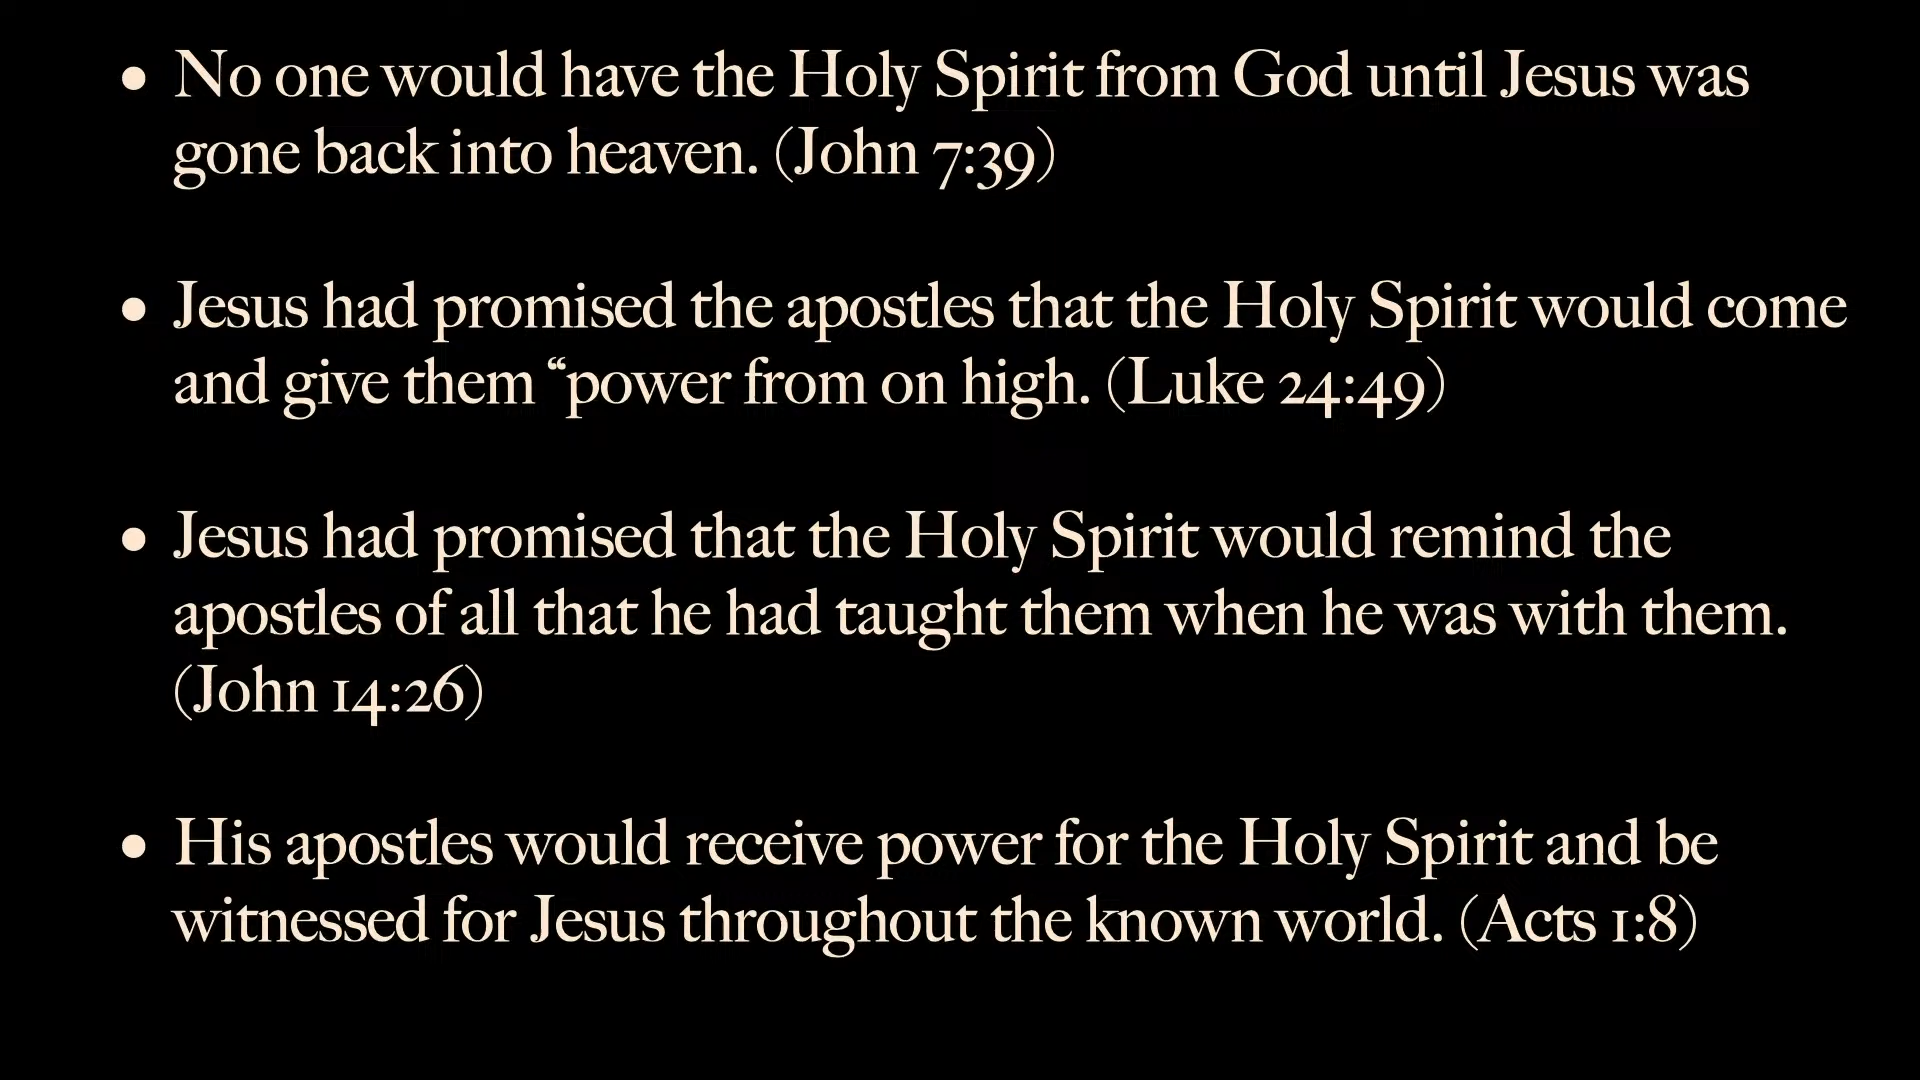 • No one would have the Holy Spirit from God until Jesus was
gone back into heaven. (John 7:39)
• Jesus had promised the apostles that the Holy Spirit would come
and give them “power from on high. (Luke 24:49)
• Jesus had promised that the Holy Spirit would remind the
apostles of all that he had taught them when he was with them.
(John 14:26)
• His apostles would receive power for the Holy Spirit and be
witnessed for Jesus throughout the known world. (Acts 1:8)